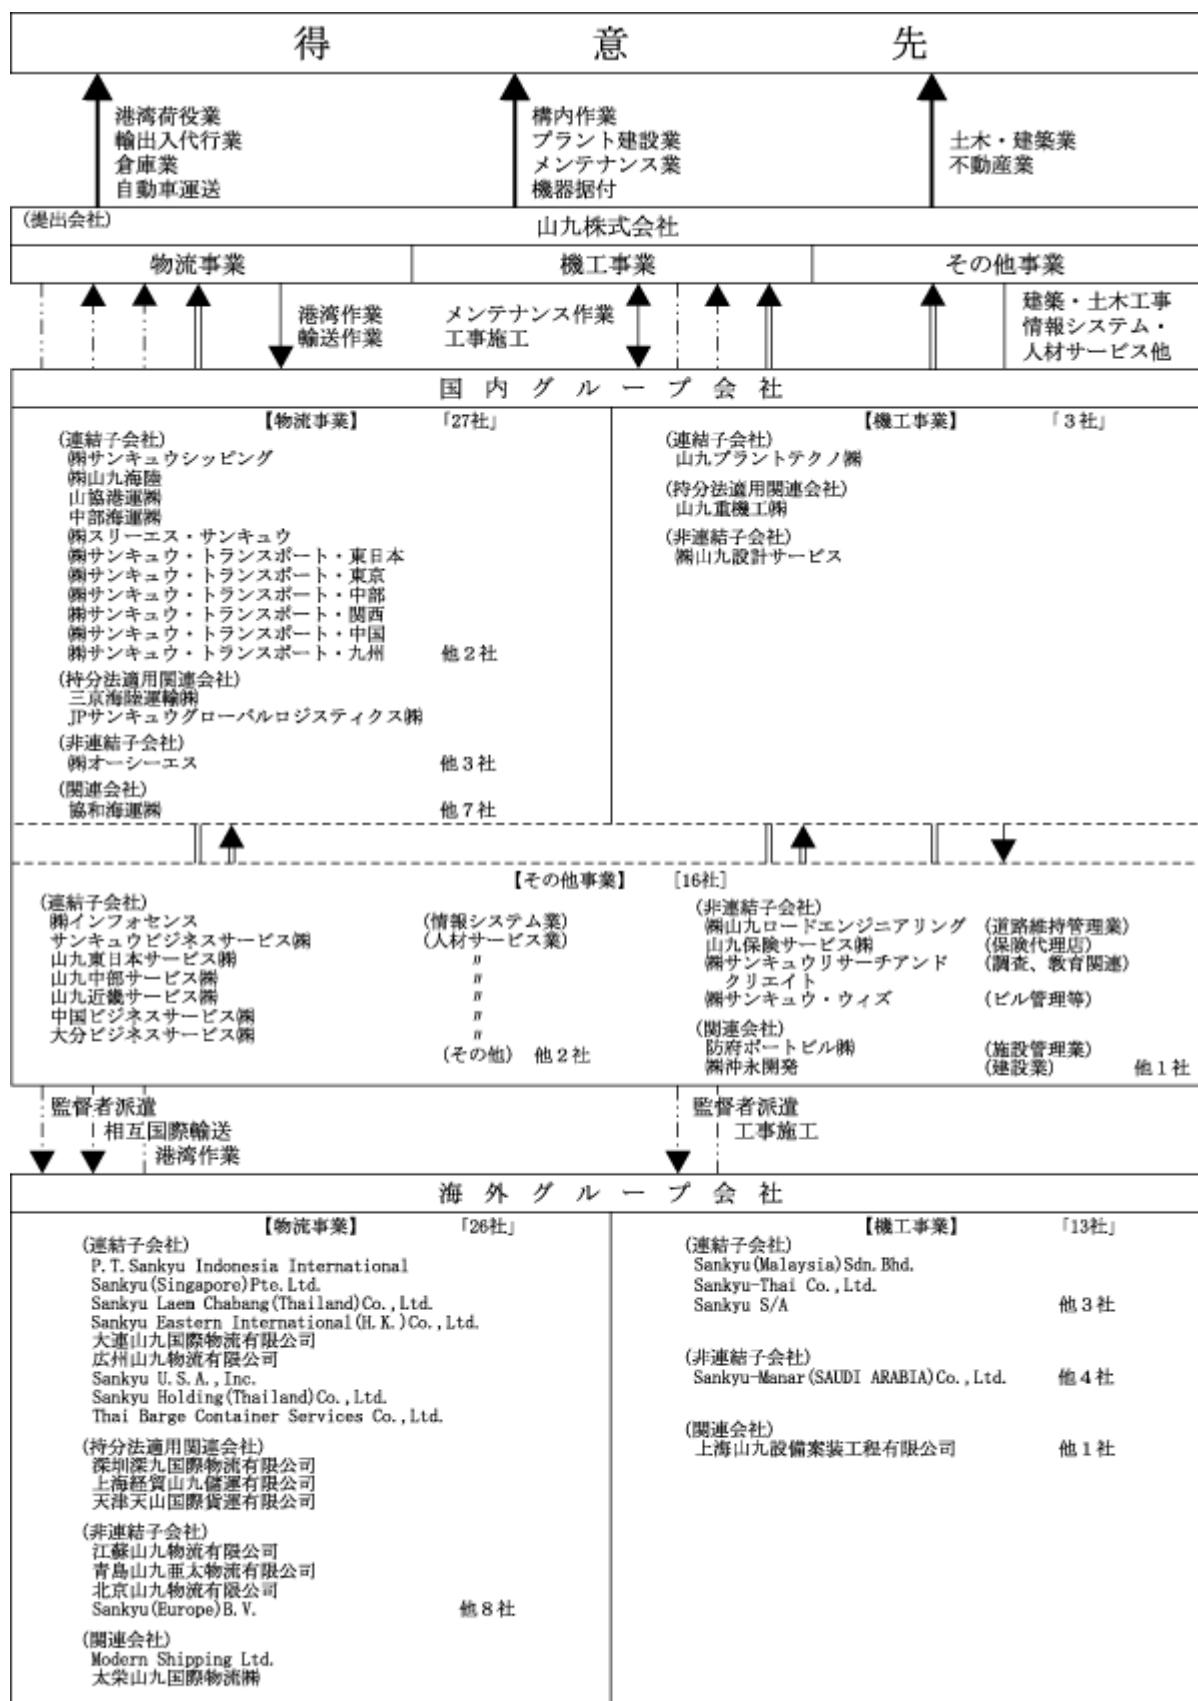 得意先
港湾荷役業
輸出入代行業
倉庫業
自動車運送
構内作業
プラント建設業
メンテナンス業
機器据付
土木・建築業
不動産業
(提出会社)
山九株式会社
物流事業
機工事業
その他事業
港湾作業
輸送作業
メンテナンス作業
工事施工
建築・土木工事
情報システム・
人材サービス他
国内グループ会社
【物流事業】 「27社」
(連結子会社)
㈱サンキュウシッピング
㈱山九海陸
山協港運㈱
中部海運㈱
㈱スリーエス・サンキュウ
㈱サンキュウ・トランスポート・東日本
㈱サンキュウ・トランスポート・東京
㈱サンキュウ・トランスポート・中部
㈱サンキュウ・トランスポート・関西
㈱サンキュウ・トランスポート・中国
㈱サンキュウ・トランスポート・九州 他2社
(持分法適用関連会社)
三京海陸運輸㈱
JPサンキュウグローバルロジスティクス㈱
(非連結子会社)
㈱オーシーエス 他3社
(関連会社)
協和海運㈱ 他7社
【機工事業】 「3社」
(連結子会社)
山九プラントテクノ㈱
(持分法適用関連会社)
山九重機工㈱
(非連結子会社)
㈱山九設計サービス
【その他事業】 [16社]
(連結子会社)
㈱インフォセンス (情報システム業)
サンキュウビジネスサービス㈱ (人材サービス業)
山九東日本サービス㈱ 〃
山九中部サービス㈱ 〃
山九近畿サービス㈱ 〃
中国ビジネスサービス㈱ 〃
大分ビジネスサービス㈱ 〃
(その他) 他2社
(非連結子会社)
㈱山九ロードエンジニアリング (道路維持管理業)
山九保険サービス㈱ (保険代理店)
㈱サンキュウリサーチアンド (調査、教育関連)
クリエイト
㈱サンキュウ・ウィズ (ビル管理等)
(関連会社)
防府ポートビル㈱ (施設管理業)
㈱沖永開発 (建設業) 他1社
監督者派遣
相互国際輸送
港湾作業
監督者派遣
工事施工
海外グループ会社
【物流事業】 「26社」
(連結子会社)
P.T.Sankyu Indonesia International
Sankyu(Singapore)Pte.Ltd.
Sankyu Laem Chabang(Thailand)Co.,Ltd.
Sankyu Eastern International(H.K.)Co.,Ltd.
大連山九国際物流有限公司
広州山九物流有限公司
Sankyu U.S.A.,Inc.
Sankyu Holding(Thailand)Co.,Ltd.
Thai Barge Container Services Co.,Ltd.
(持分法適用関連会社)
深圳深九国際物流有限公司
上海経貿山九儲運有限公司
天津天山国際貨運有限公司
(非連結子会社)
江蘇山九物流有限公司
青島山九亜太物流有限公司
北京山九物流有限公司
Sankyu(Europe)B.V. 他8社
(関連会社)
Modern Shipping Ltd.
太栄山九国際物流㈱
【機工事業】 「13社」
(連結子会社)
Sankyu(Malaysia)Sdn.Bhd.
Sankyu-Thai Co.,Ltd.
Sankyu S/A 他3社
(非連結子会社)
Sankyu-Manar(SAUDI ARABIA)Co.,Ltd. 他4社
(関連会社)
上海山九設備案装工程有限公司 他1社